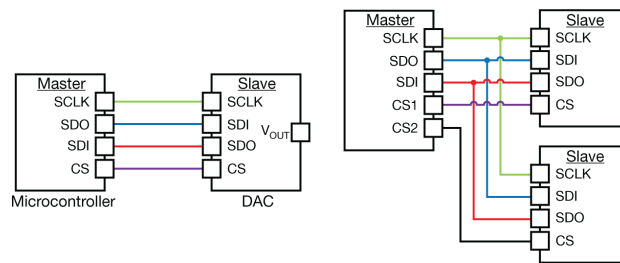 Master
SCLK
SDO
SDI
CS
Microcontroller
Slave
SCLK
SDI
SDO
CS
V_OUT
DAC
Master
SCLK
SDO
SDI
CS1
CS2
Slave
SCLK
SDI
SDO
CS
Slave
SCLK
SDI
SDO
CS